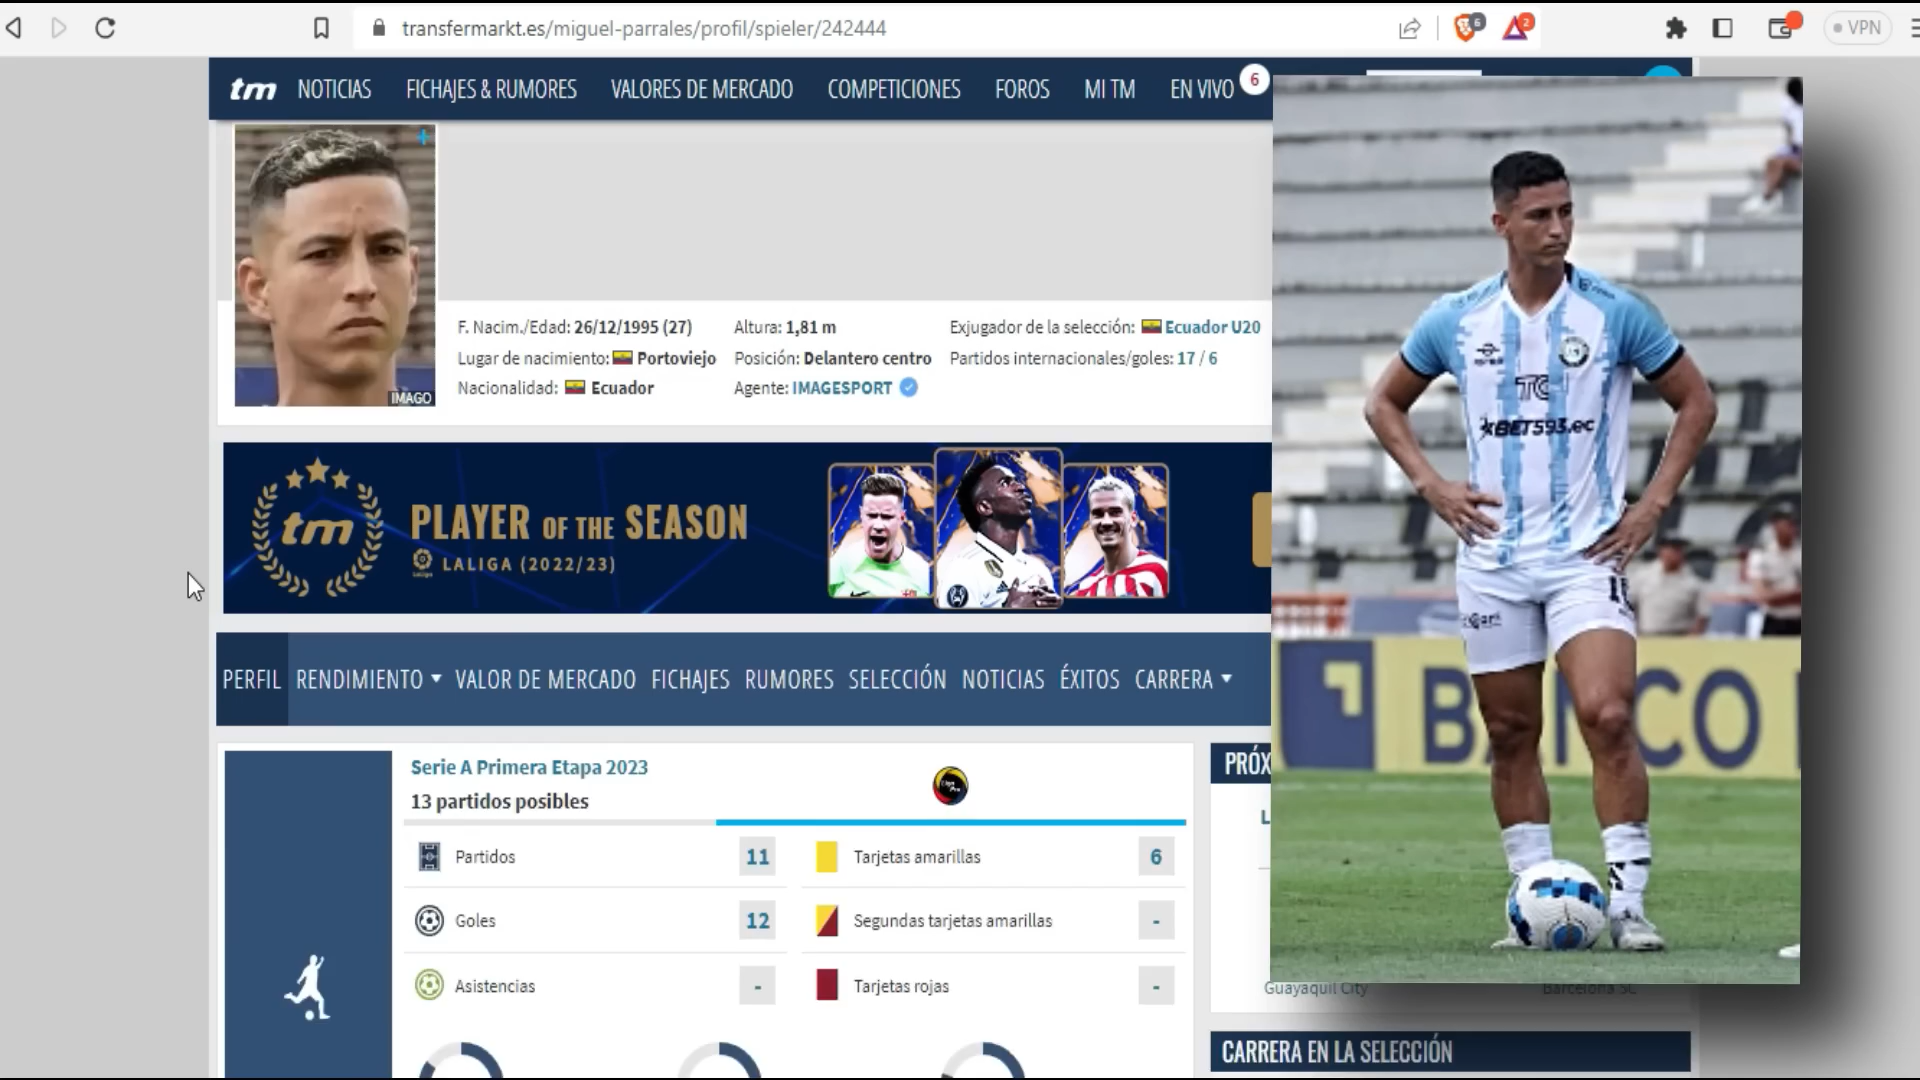 transfermarkt.es/miguel-parrales/profil/spieler/242444
6
2
VPN
tm NOTICIAS FICHAJES & RUMORES VALORES DE MERCADO COMPETICIONES FOROS MI TM EN VIVO 6
IMAGO
F. Nacim./Edad: 26/12/1995 (27)
Lugar de nacimiento: Portoviejo
Nacionalidad: Ecuador
Altura: 1,81 m
Posición: Delantero centro
Agente: IMAGESPORT
Exjugador de la selección: Ecuador U20
Partidos internacionales/goles: 17 / 6
tm
PLAYER OF THE SEASON
LALIGA (2022/23)
PERFIL RENDIMIENTO VALOR DE MERCADO FICHAJES RUMORES SELECCIÓN NOTICIAS ÉXITOS CARRERA
Serie A Primera Etapa 2023
13 partidos posibles
Partidos 11
Tarjetas amarillas 6
Goles 12
Segundas tarjetas amarillas -
Asistencias -
Tarjetas rojas -
PRÓX
L
TC
XBET593.ec
BANCO
Guayaquil City
Barcelona SC
CARRERA EN LA SELECCIÓN